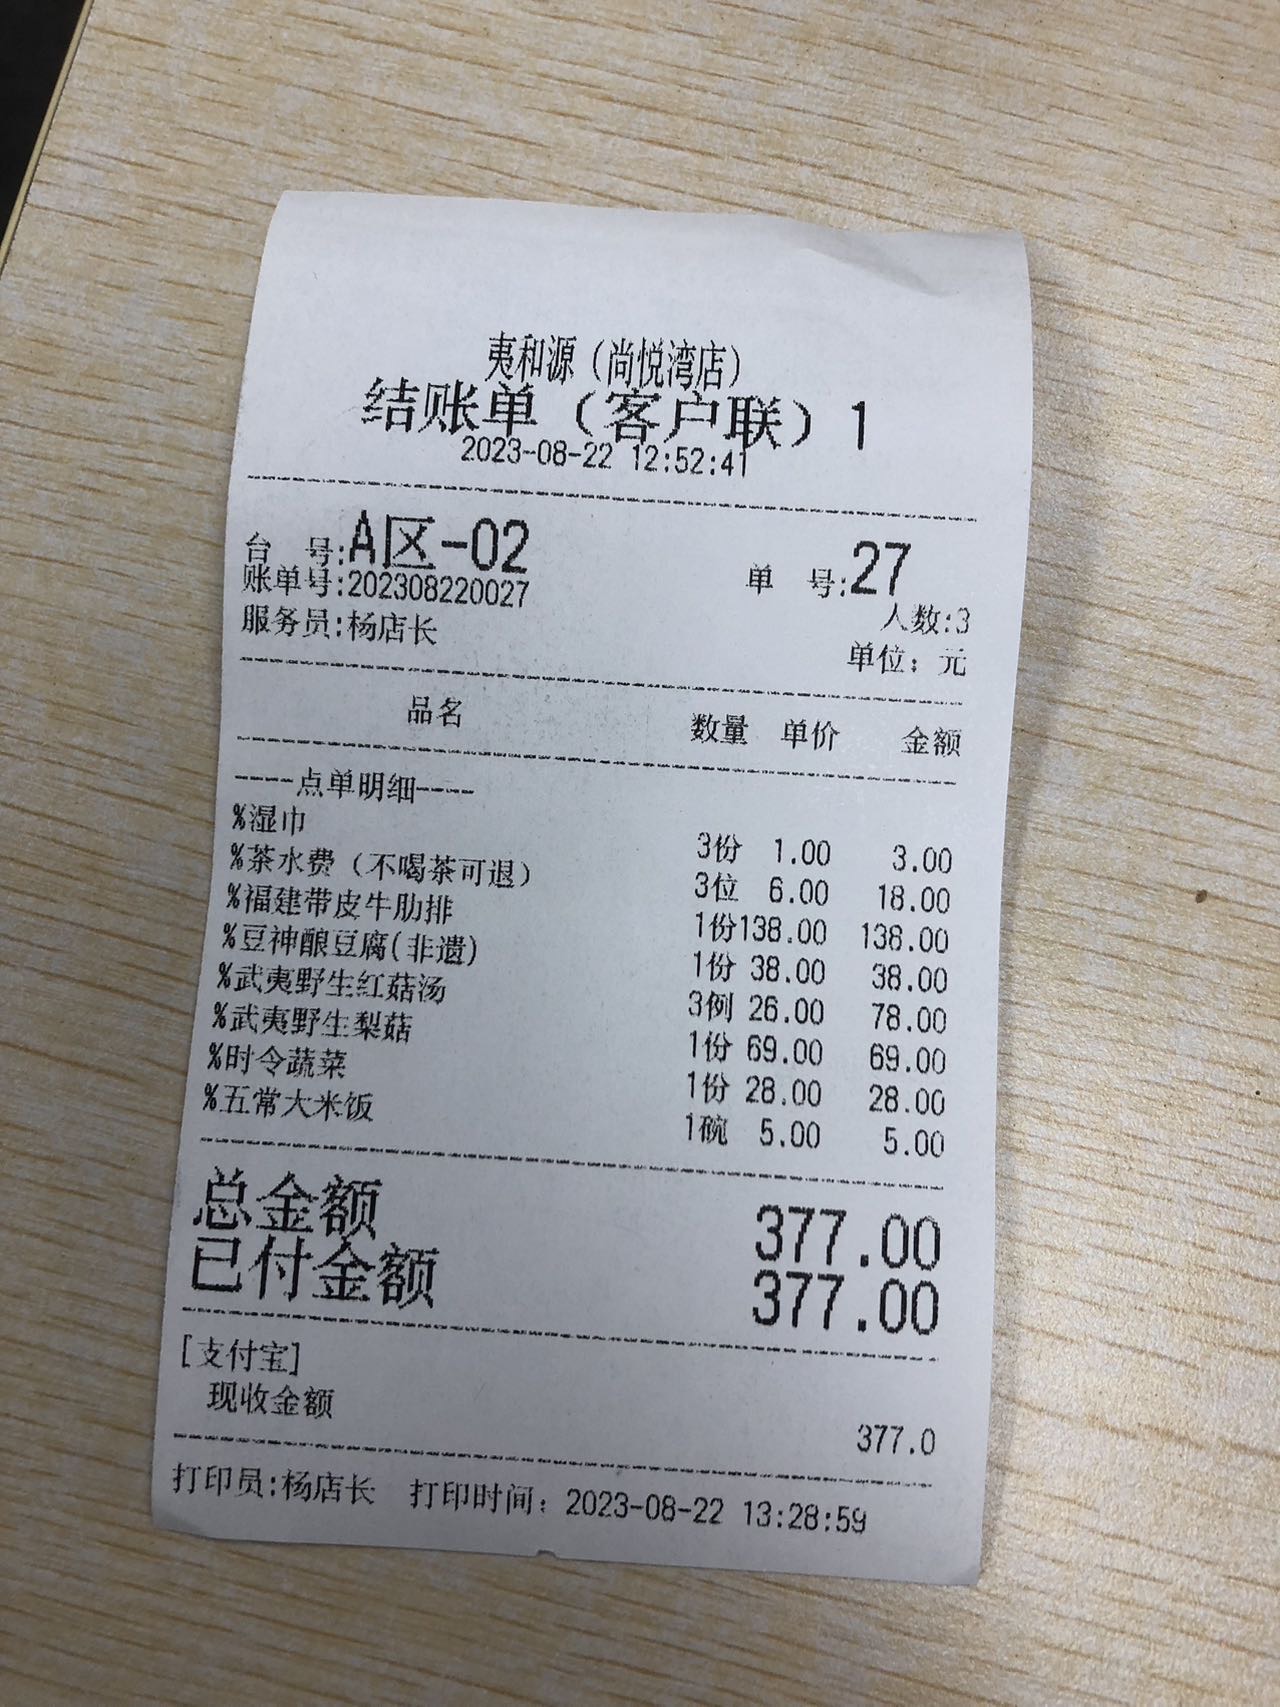 夷和源（尚悦湾店）
结账单（客户联）1
2023-08-22 12:52:41
台 号:A区-02 单 号:27
账单号:202308220027 人数:3
服务员:杨店长 单位：元
品名 数量 单价 金额
----点单明细----
%湿巾 3份 1.00 3.00
%茶水费（不喝茶可退） 3位 6.00 18.00
%福建带皮牛肋排 1份 138.00 138.00
%豆神酿豆腐(非遗) 1份 38.00 38.00
%武夷野生红菇汤 3例 26.00 78.00
%武夷野生梨菇 1份 69.00 69.00
%时令蔬菜 1份 28.00 28.00
%五常大米饭 1碗 5.00 5.00
总金额 377.00
已付金额 377.00
[支付宝]
现收金额 377.0
打印员:杨店长 打印时间：2023-08-22 13:28:59